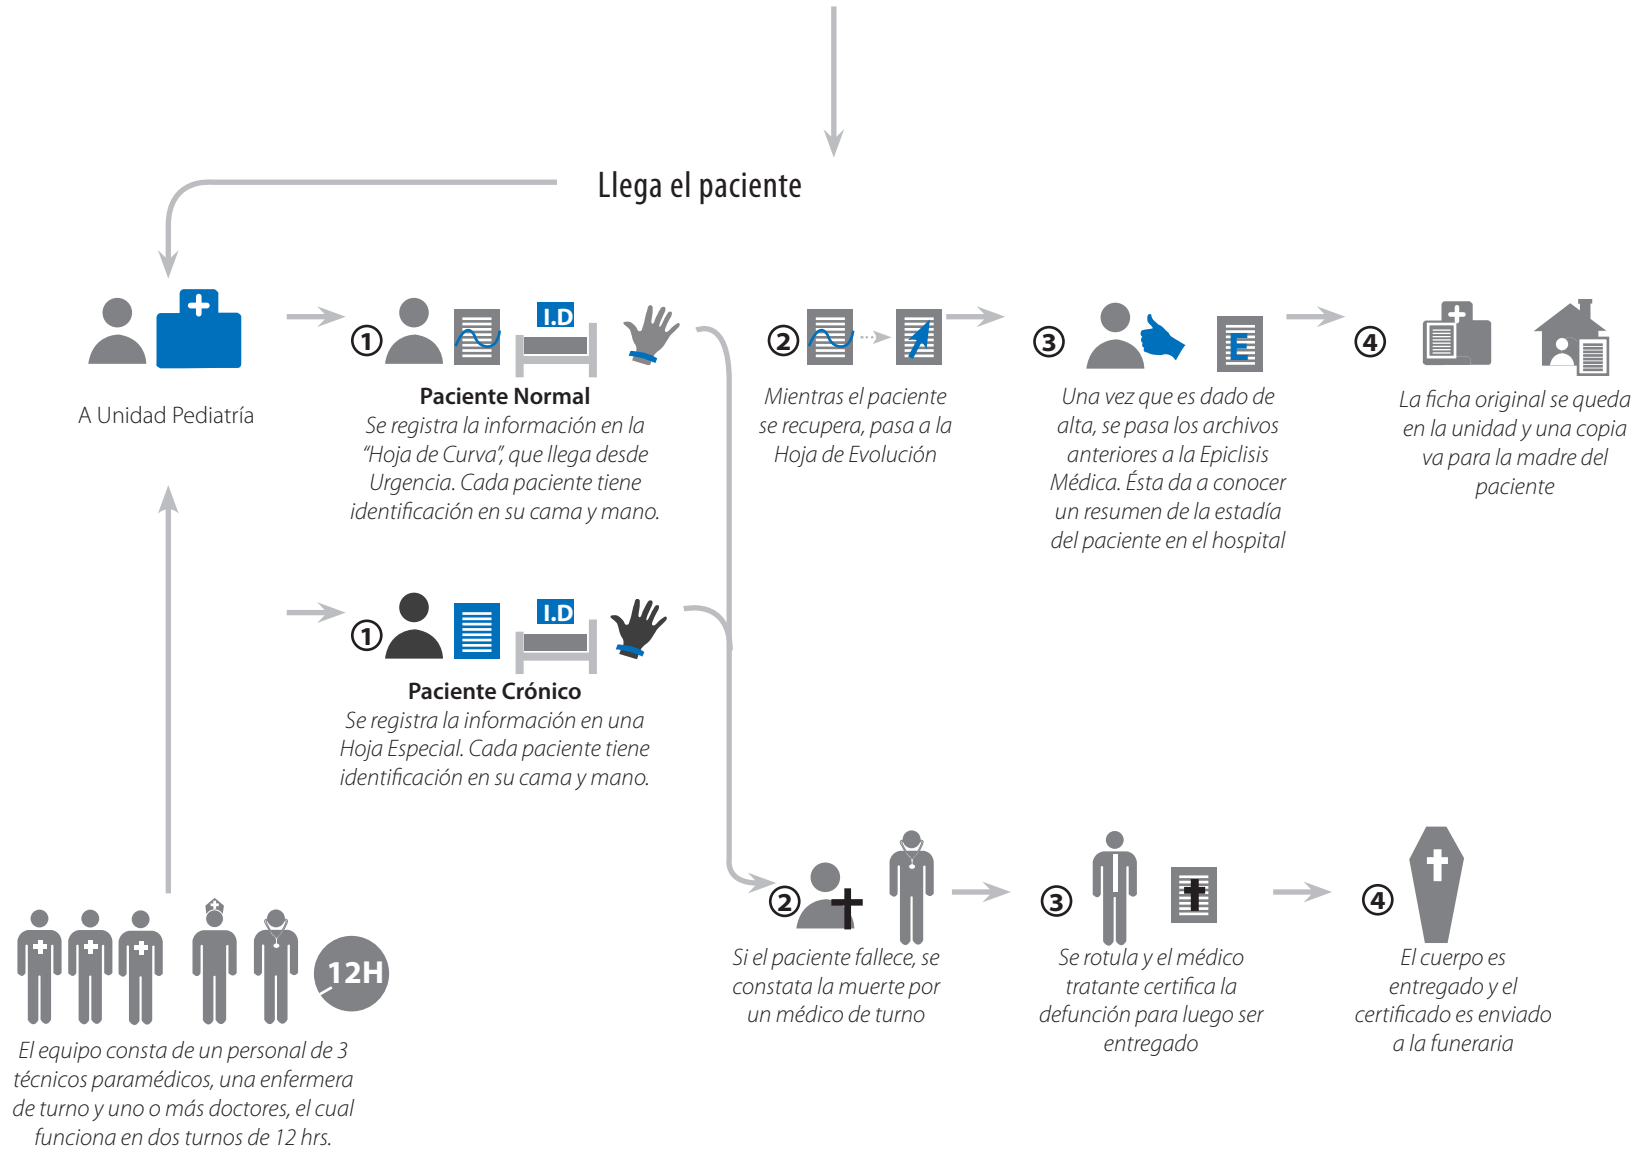 Llega el paciente
A Unidad Pediatría
1
I.D
Paciente Normal
Se registra la información en la
“Hoja de Curva”, que llega desde
Urgencia. Cada paciente tiene
identificación en su cama y mano.
2
Mientras el paciente
se recupera, pasa a la
Hoja de Evolución
3
E
Una vez que es dado de
alta, se pasa los archivos
anteriores a la Epiclisis
Médica. Ésta da a conocer
un resumen de la estadía
del paciente en el hospital
4
La ficha original se queda
en la unidad y una copia
va para la madre del
paciente
1
I.D
Paciente Crónico
Se registra la información en una
Hoja Especial. Cada paciente tiene
identificación en su cama y mano.
2
Si el paciente fallece, se
constata la muerte por
un médico de turno
3
Se rotula y el médico
tratante certifica la
defunción para luego ser
entregado
4
El cuerpo es
entregado y el
certificado es enviado
a la funeraria
12H
El equipo consta de un personal de 3
técnicos paramédicos, una enfermera
de turno y uno o más doctores, el cual
funciona en dos turnos de 12 hrs.